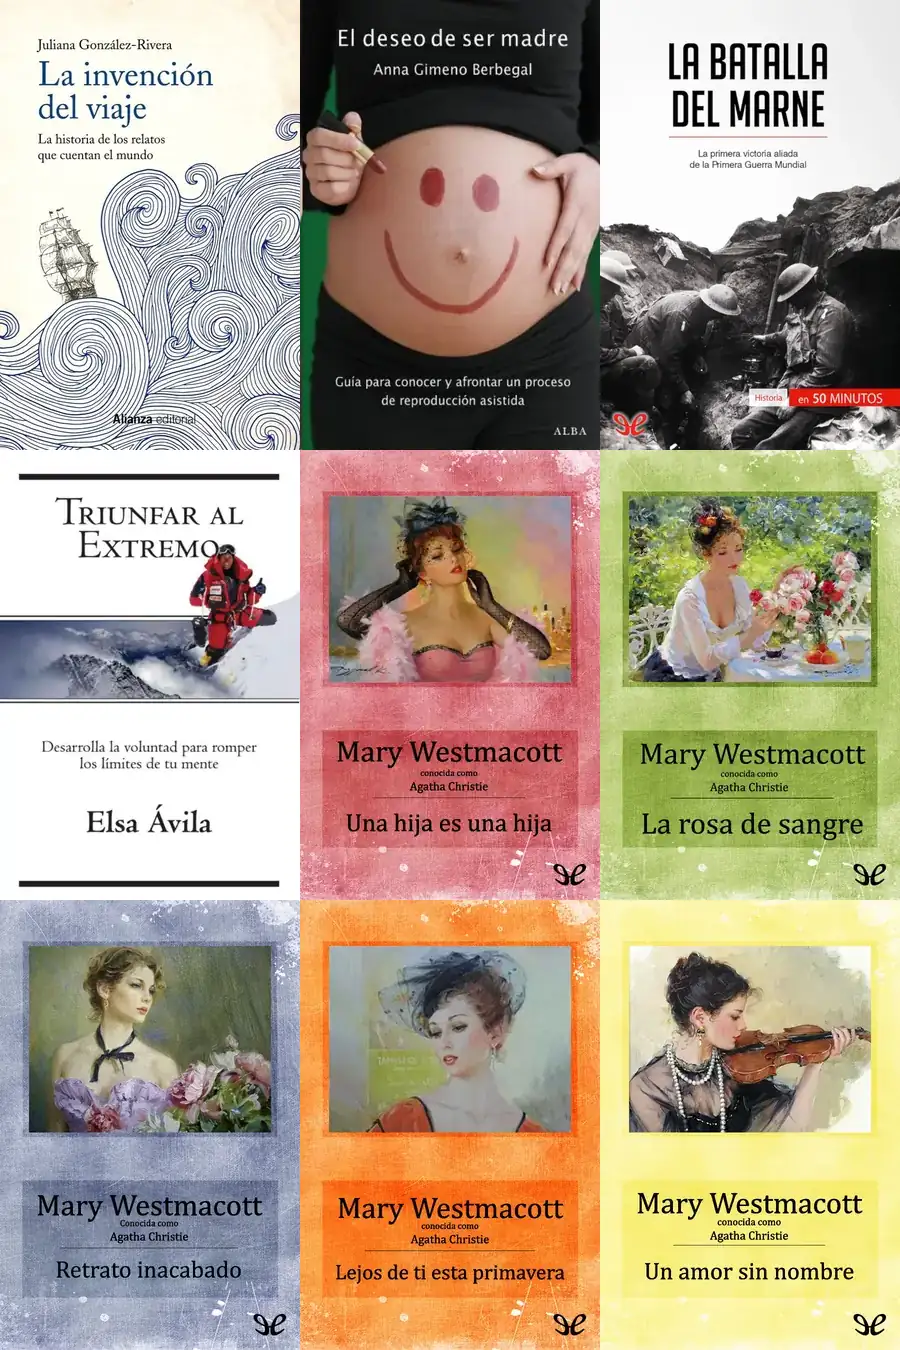 Juliana González-Rivera
La invención
del viaje
La historia de los relatos
que cuentan el mundo
Alianza editorial
El deseo de ser madre
Anna Gimeno Berbegal
Guía para conocer y afrontar un proceso
de reproducción asistida
ALBA
LA BATALLA
DEL MARNE
La primera victoria aliada
de la Primera Guerra Mundial
Historia en 50 MINUTOS
TRIUNFAR AL
EXTREMO
Desarrolla la voluntad para romper
los límites de tu mente
Elsa Ávila
Mary Westmacott
conocida como
Agatha Christie
Una hija es una hija
Mary Westmacott
conocida como
Agatha Christie
La rosa de sangre
Mary Westmacott
Conocida como
Agatha Christie
Retrato inacabado
Mary Westmacott
conocida como
Agatha Christie
Lejos de ti esta primavera
Mary Westmacott
conocida como
Agatha Christie
Un amor sin nombre